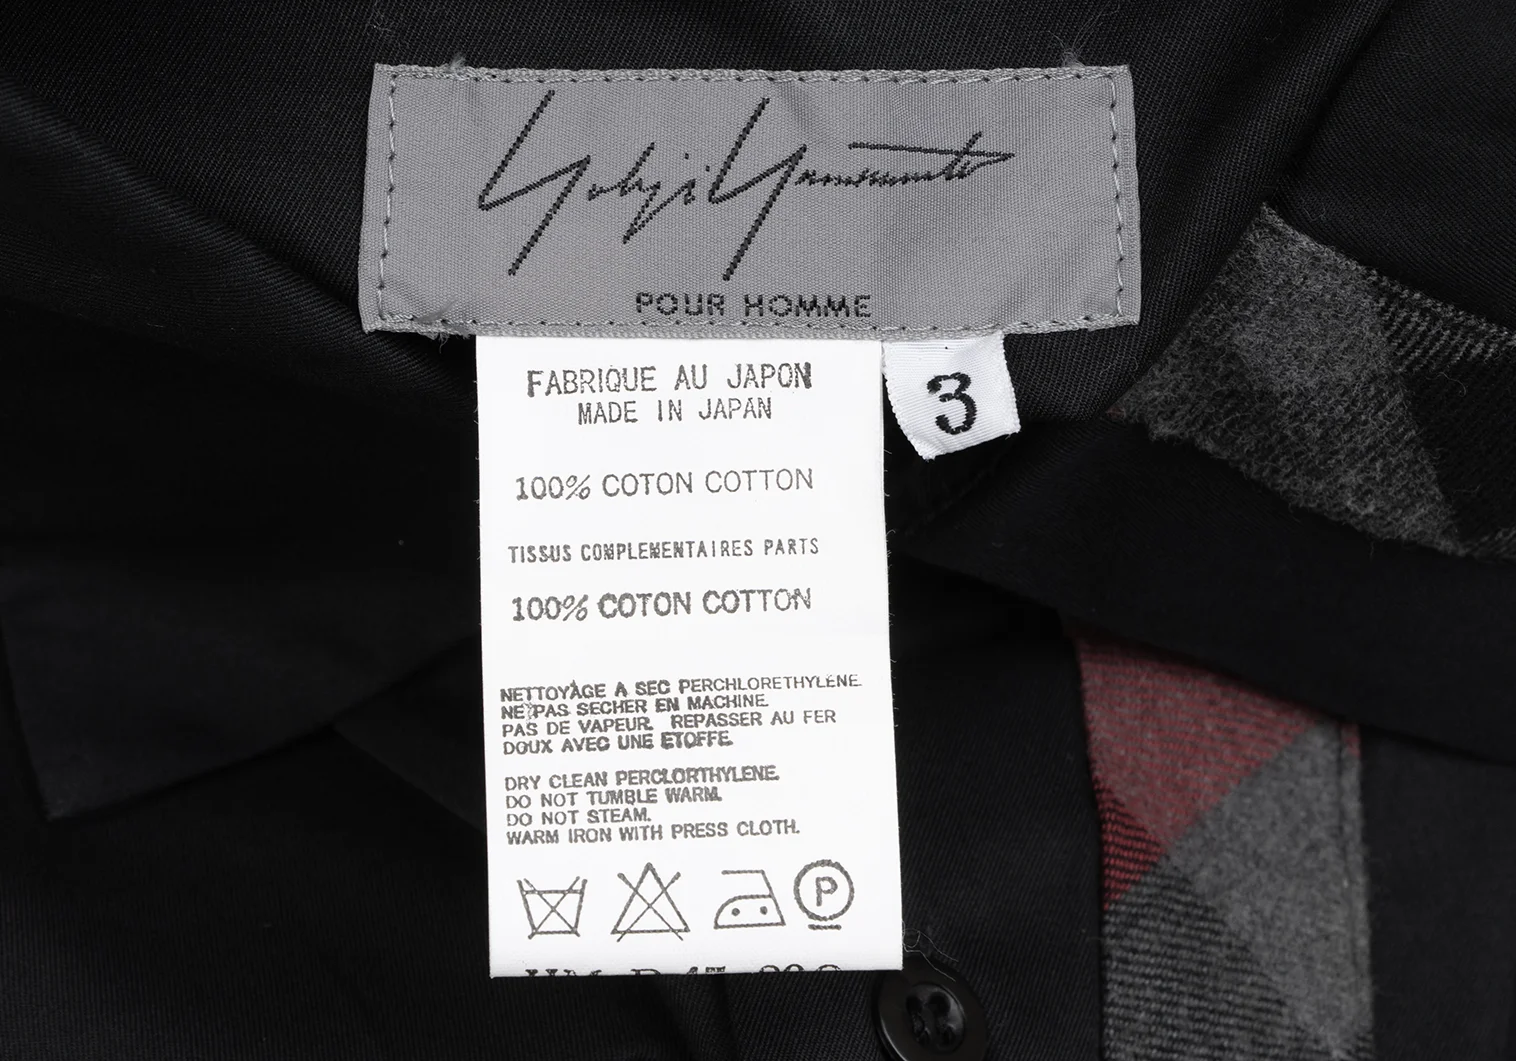 Yohji Yamamoto
POUR HOMME
3
FABRIQUE AU JAPON
MADE IN JAPAN
100% COTON COTTON
TISSUS COMPLEMENTAIRES PARTS
100% COTON COTTON
NETTOYAGE A SEC PERCHLORETHYLENE.
NE PAS SECHER EN MACHINE.
PAS DE VAPEUR. REPASSER AU FER
DOUX AVEC UNE ETOFFE.
DRY CLEAN PERCLORTHYLENE.
DO NOT TUMBLE WARM.
DO NOT STEAM.
WARM IRON WITH PRESS CLOTH.
P